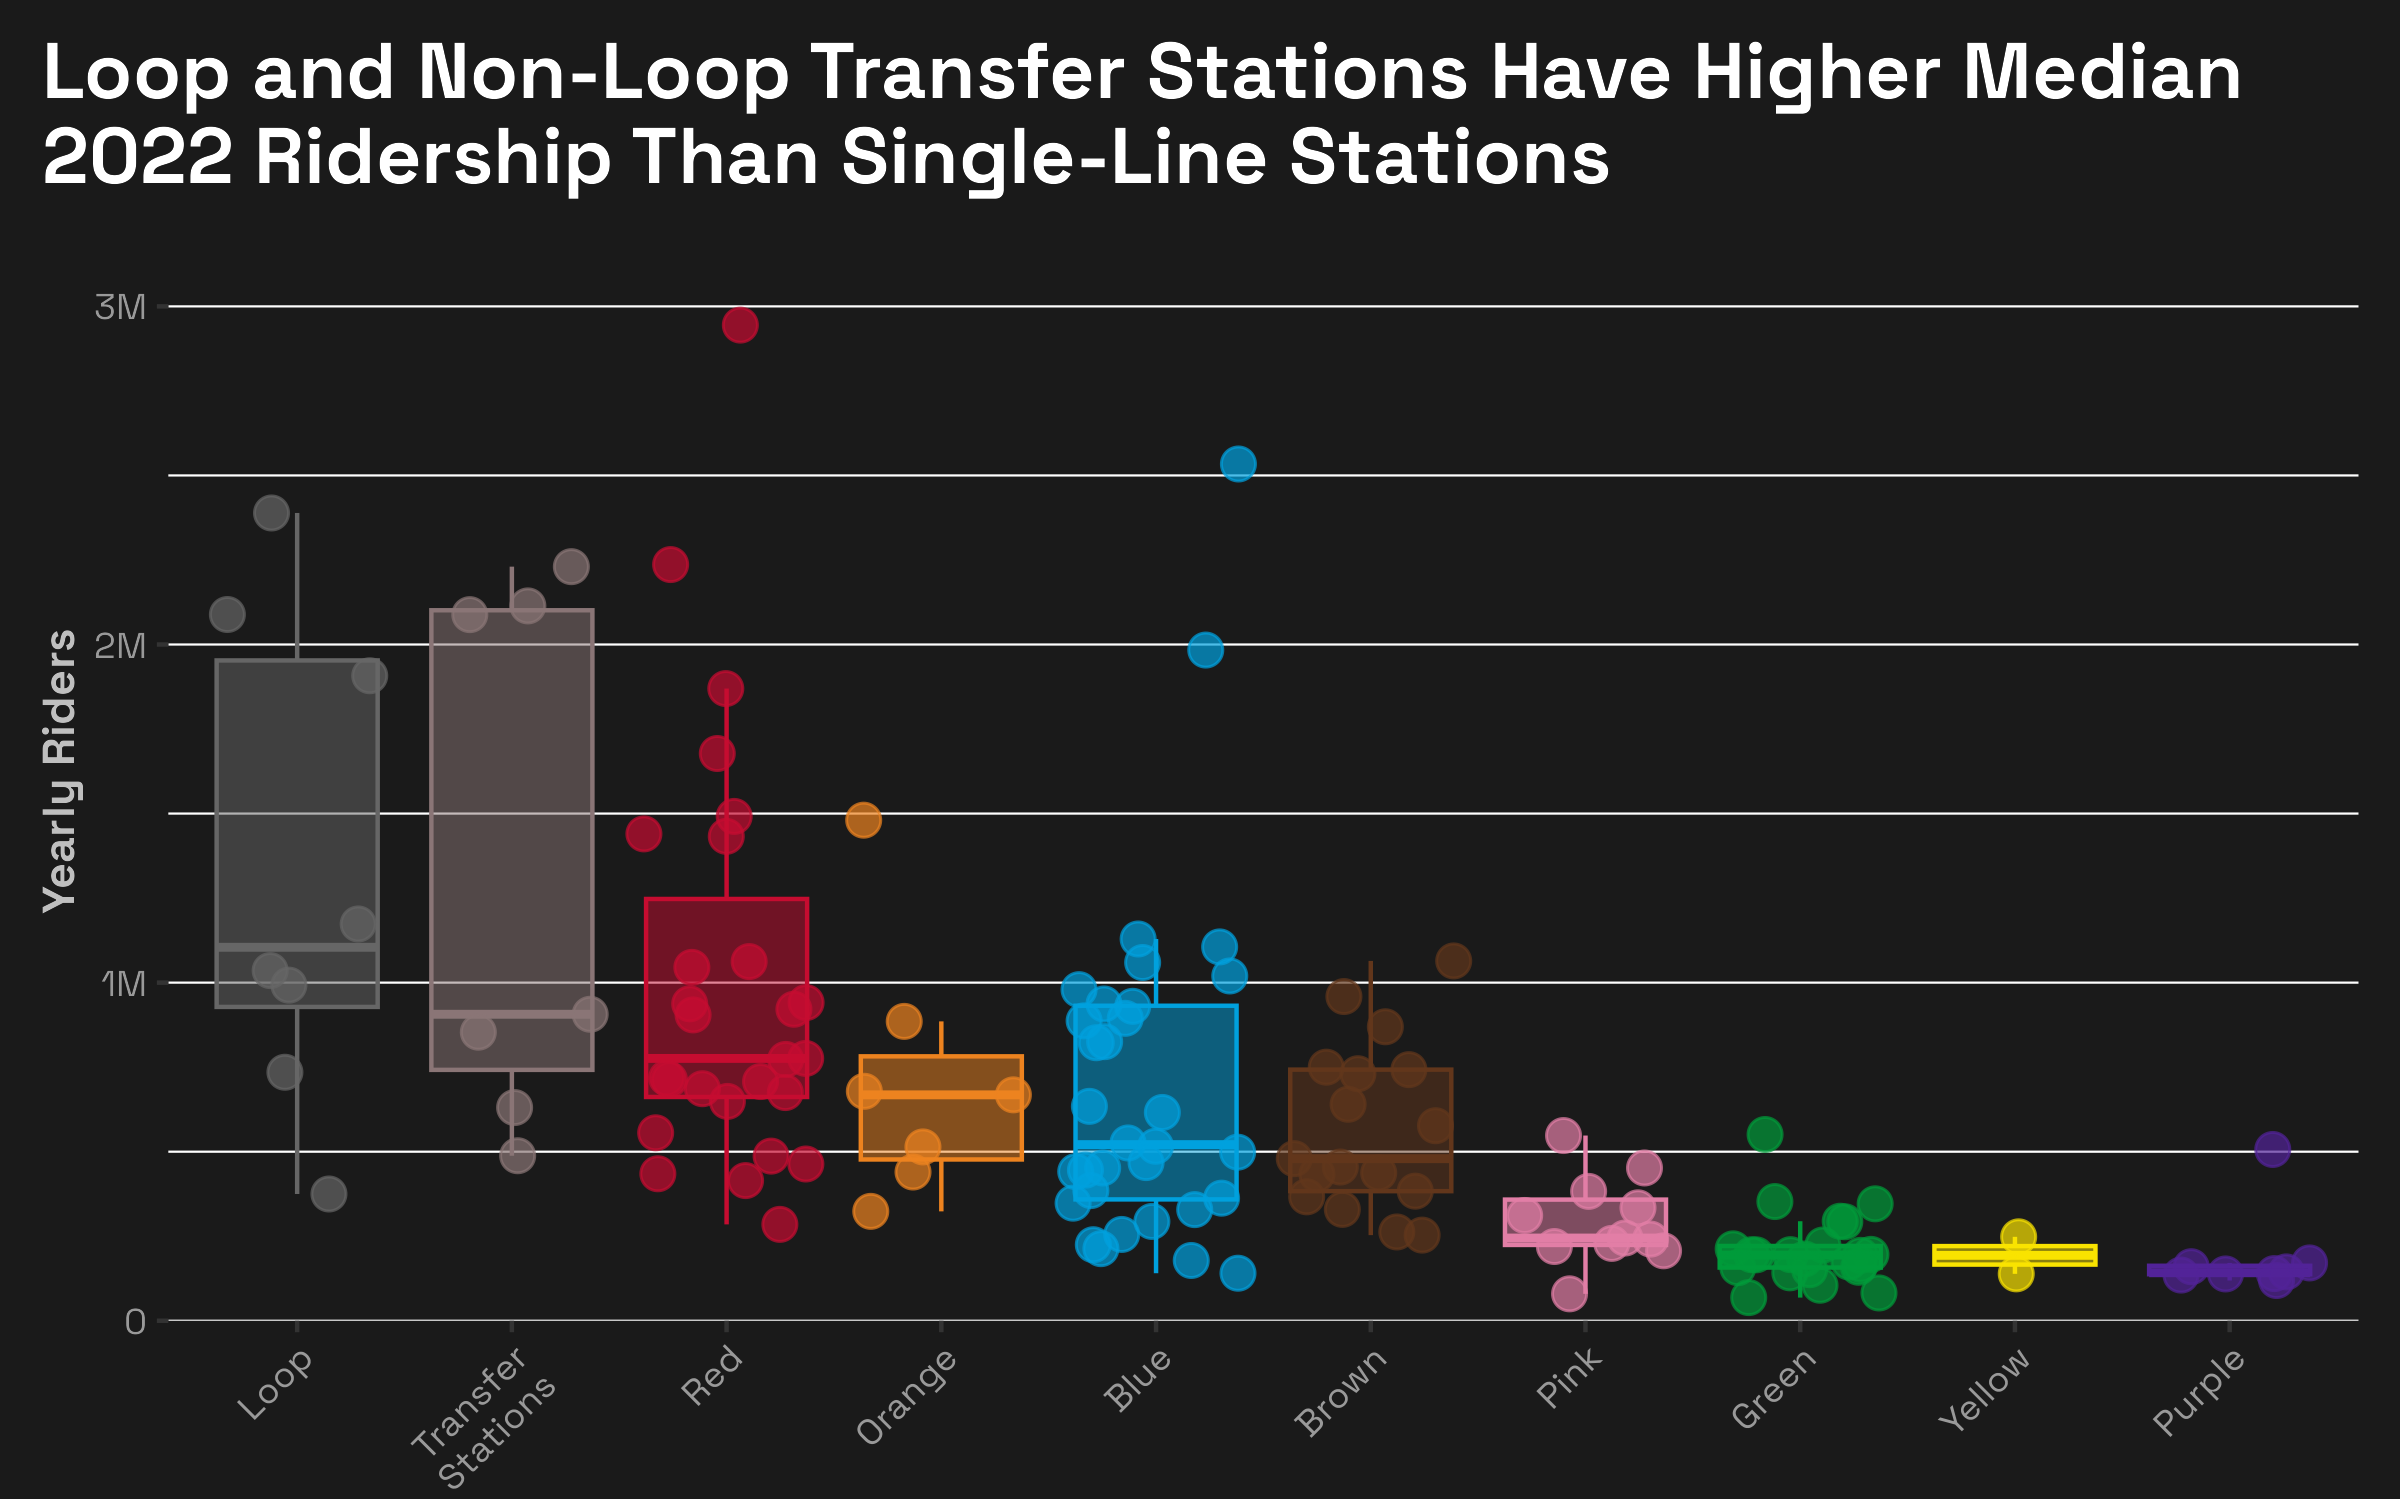 Loop and Non-Loop Transfer Stations Have Higher Median
2022 Ridership Than Single-Line Stations
Yearly Riders
3M
2M
1M
0
Loop
Transfer
Stations
Red
Orange
Blue
Brown
Pink
Green
Yellow
Purple